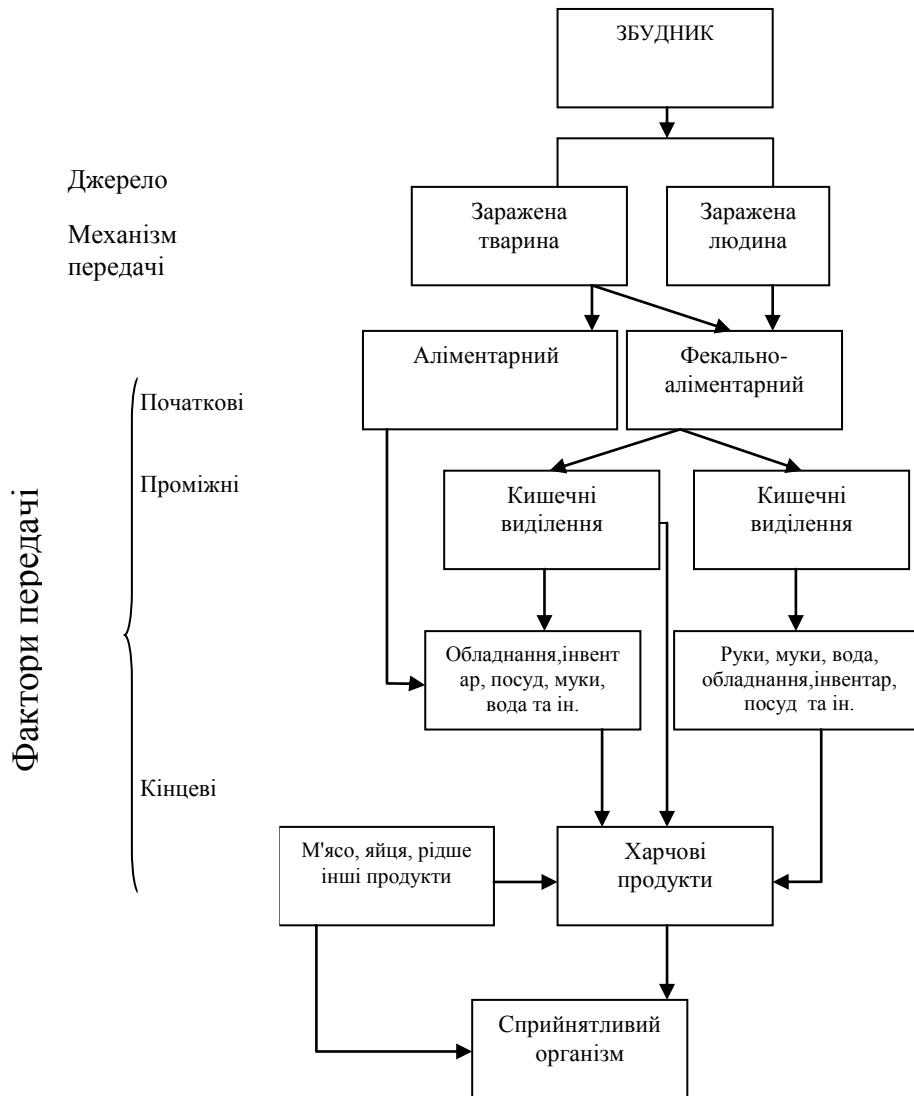 ЗБУДНИК
Джерело
Механізм
передачі
Заражена
тварина
Заражена
людина
Аліментарний
Фекально-
аліментарний
Фактори передачі
Початкові
Проміжні
Кінцеві
Кишечні
виділення
Кишечні
виділення
Обладнання,інвент
ар, посуд, муки,
вода та ін.
Руки, муки, вода,
обладнання,інвентар,
посуд та ін.
М'ясо, яйця, рідше
інші продукти
Харчові
продукти
Сприйнятливий
організм